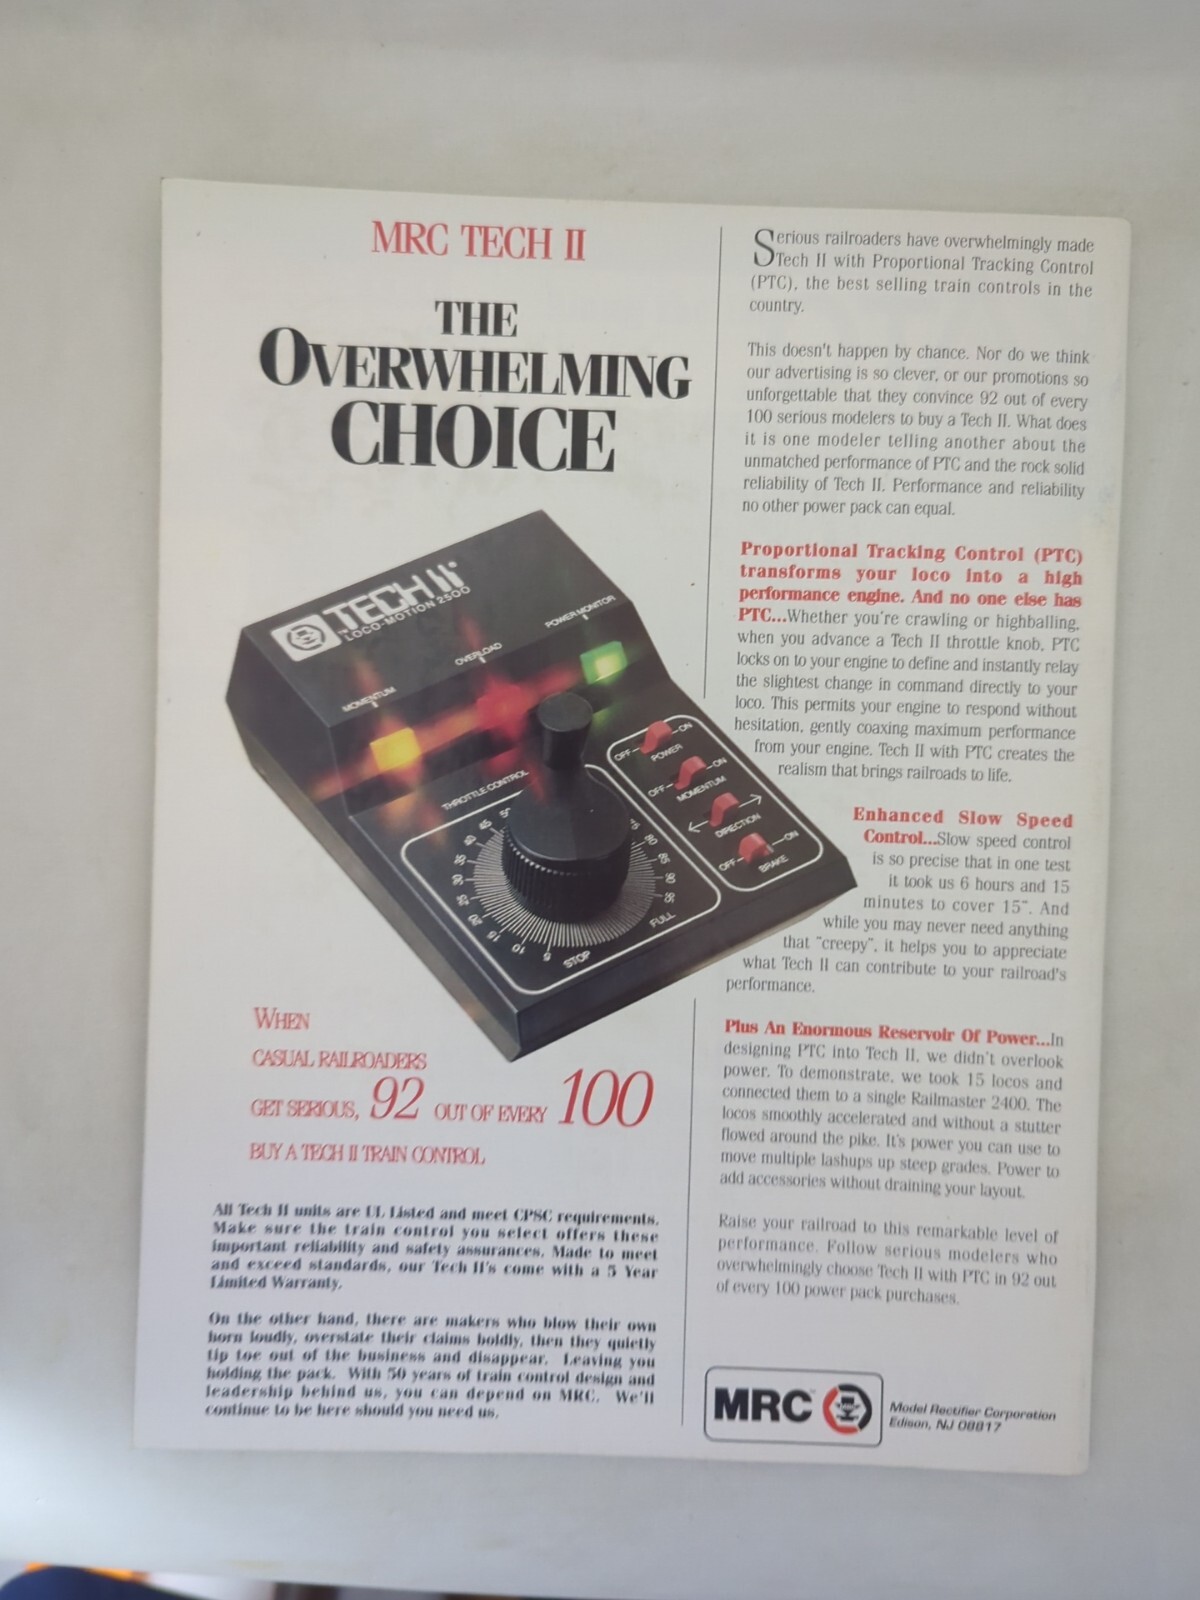 MRC TECH II
THE
OVERWHELMING
CHOICE
TECH II
LOCO-MOTION 2500
MOMENTUM
OVERLOAD
POWER MONITOR
THROTTLE CONTROL
OFF ON
POWER
OFF ON
MOMENTUM
DIRECTION
OFF ON
BRAKE
STOP
5
10
15
20
25
30
35
40
45
FULL
WHEN
CASUAL RAILROADERS
GET SERIOUS, 92 OUT OF EVERY 100
BUY A TECH II TRAIN CONTROL
All Tech II units are UL Listed and meet CPSC requirements.
Make sure the train control you select offers these
important reliability and safety assurances. Made to meet
and exceed standards, our Tech II's come with a 5 Year
Limited Warranty.
On the other hand, there are makers who blow their own
horn loudly, overstate their claims boldly, then they quietly
tip toe out of the business and disappear. Leaving you
holding the pack. With 50 years of train control design and
leadership behind us, you can depend on MRC. We'll
continue to be here should you need us.
Serious railroaders have overwhelmingly made
Tech II with Proportional Tracking Control
(PTC), the best selling train controls in the
country.
This doesn't happen by chance. Nor do we think
our advertising is so clever, or our promotions so
unforgettable that they convince 92 out of every
100 serious modelers to buy a Tech II. What does
it is one modeler telling another about the
unmatched performance of PTC and the rock solid
reliability of Tech II. Performance and reliability
no other power pack can equal.
Proportional Tracking Control (PTC)
transforms your loco into a high
performance engine. And no one else has
PTC...Whether you're crawling or highballing,
when you advance a Tech II throttle knob, PTC
locks on to your engine to define and instantly relay
the slightest change in command directly to your
loco. This permits your engine to respond without
hesitation, gently coaxing maximum performance
from your engine. Tech II with PTC creates the
realism that brings railroads to life.
Enhanced Slow Speed
Control...Slow speed control
is so precise that in one test
it took us 6 hours and 15
minutes to cover 15". And
while you may never need anything
that "creepy", it helps you to appreciate
what Tech II can contribute to your railroad's
performance.
Plus An Enormous Reservoir Of Power...In
designing PTC into Tech II, we didn't overlook
power. To demonstrate, we took 15 locos and
connected them to a single Railmaster 2400. The
locos smoothly accelerated and without a stutter
flowed around the pike. It's power you can use to
move multiple lashups up steep grades. Power to
add accessories without draining your layout.
Raise your railroad to this remarkable level of
performance. Follow serious modelers who
overwhelmingly choose Tech II with PTC in 92 out
of every 100 power pack purchases.
MRC
Model Rectifier Corporation
Edison, NJ 08817